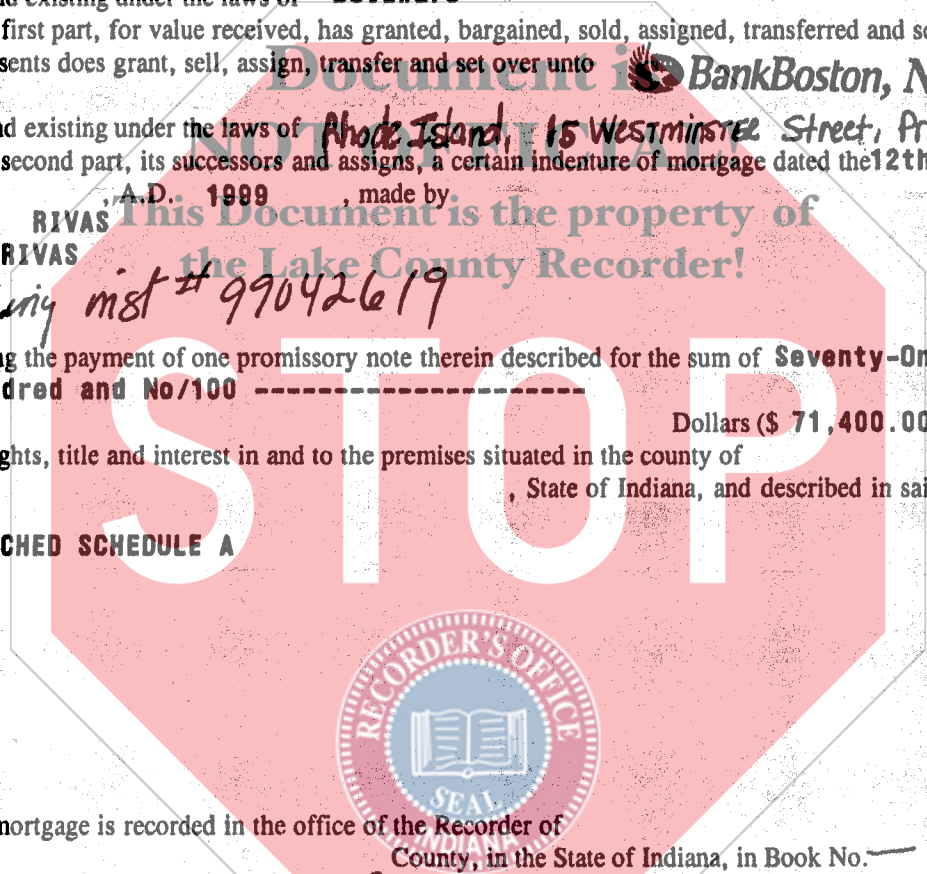 existing under the laws of
first part, for value received, has granted, bargained, sold, assigned, transferred and
sents does grant, sell, assign, transfer and set over unto BankBoston, N
Document is
d existing under the laws of Rhode Island, 15 Westminster Street, Pr
NOT OFFICIAL!
second part, its successors and assigns, a certain indenture of mortgage dated the 12th
, A.D. 1999 , made by
RIVAS
This Document is the property of
RIVAS
the Lake County Recorder!
inst # 99042619
g the payment of one promissory note therein described for the sum of Seventy-On
dred and No/100 ----------------------
Dollars ($ 71,400.00
ghts, title and interest in and to the premises situated in the county of
, State of Indiana, and described in sai
CHED SCHEDULE A
STOP
RECORDER'S OFFICE
SEAL
INDIANA
mortgage is recorded in the office of the Recorder of
County, in the State of Indiana, in Book No.